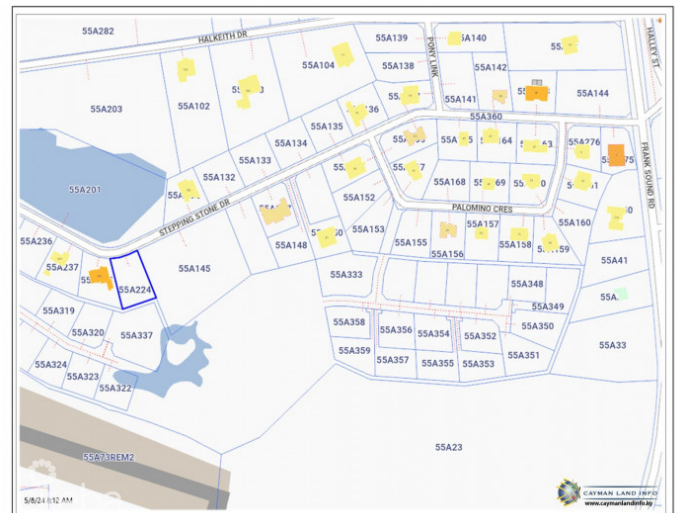 55A282
HALKEITH DR
55A139
55A140
HALLEY ST
PONY LINK
55A104
55A138
55A142
55A203
55A102
55A141
55A144
55A135
55A360
55A134
55A133
55A276
55A132
55A201
55A168
55A152
FRANK SOUND RD
STEPPING STONE DR
PALOMINO CRES
55A160
55A157
55A153
55A236
55A148
55A155
55A158
55A156
55A237
55A145
55A41
55A333
55A224
55A348
55A349
55A319
55A358
55A356
55A354
55A352
55A350
55A320
55A337
55A33
55A359
55A324
55A357
55A355
55A353
55A351
55A323
55A322
55A23
55A73REM2
CAYMAN LAND INFO
www.caymanlandinfo.ky